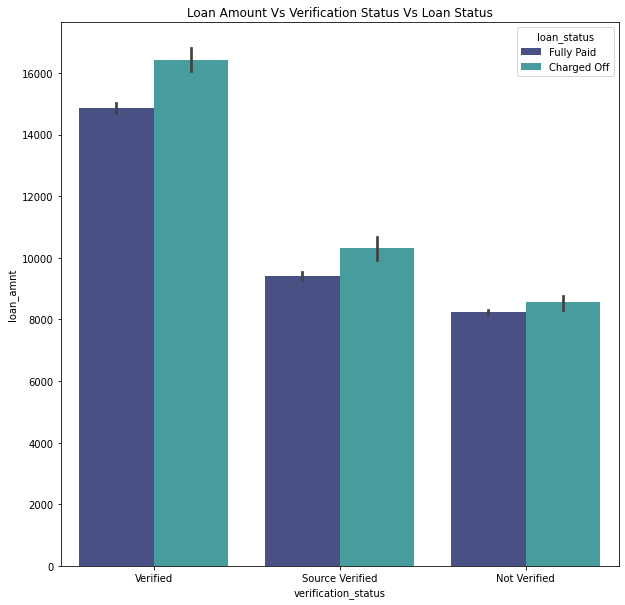 Loan Amount Vs Verification Status Vs Loan Status
loan_status
Fully Paid
Charged Off
16000
14000
12000
10000
8000
6000
4000
2000
0
loan_amnt
Verified
Source Verified
Not Verified
verification_status